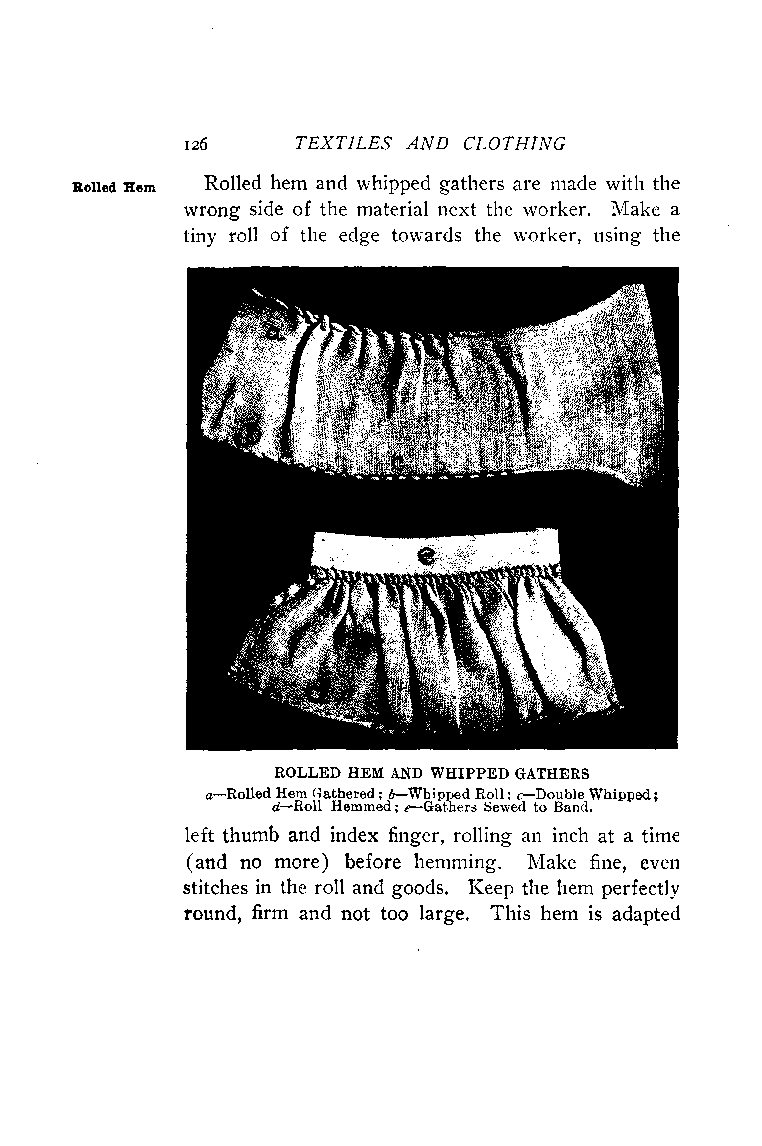 126 TEXTILES AND CLOTHING
Rolled Hem
Rolled hem and whipped gathers are made with the
wrong side of the material next the worker. Make a
tiny roll of the edge towards the worker, using the
a
b
c
e
d
ROLLED HEM AND WHIPPED GATHERS
a—Rolled Hem Gathered; b—Whipped Roll; c—Double Whipped;
d—Roll Hemmed; e—Gathers Sewed to Band.
left thumb and index finger, rolling an inch at a time
(and no more) before hemming. Make fine, even
stitches in the roll and goods. Keep the hem perfectly
round, firm and not too large. This hem is adapted